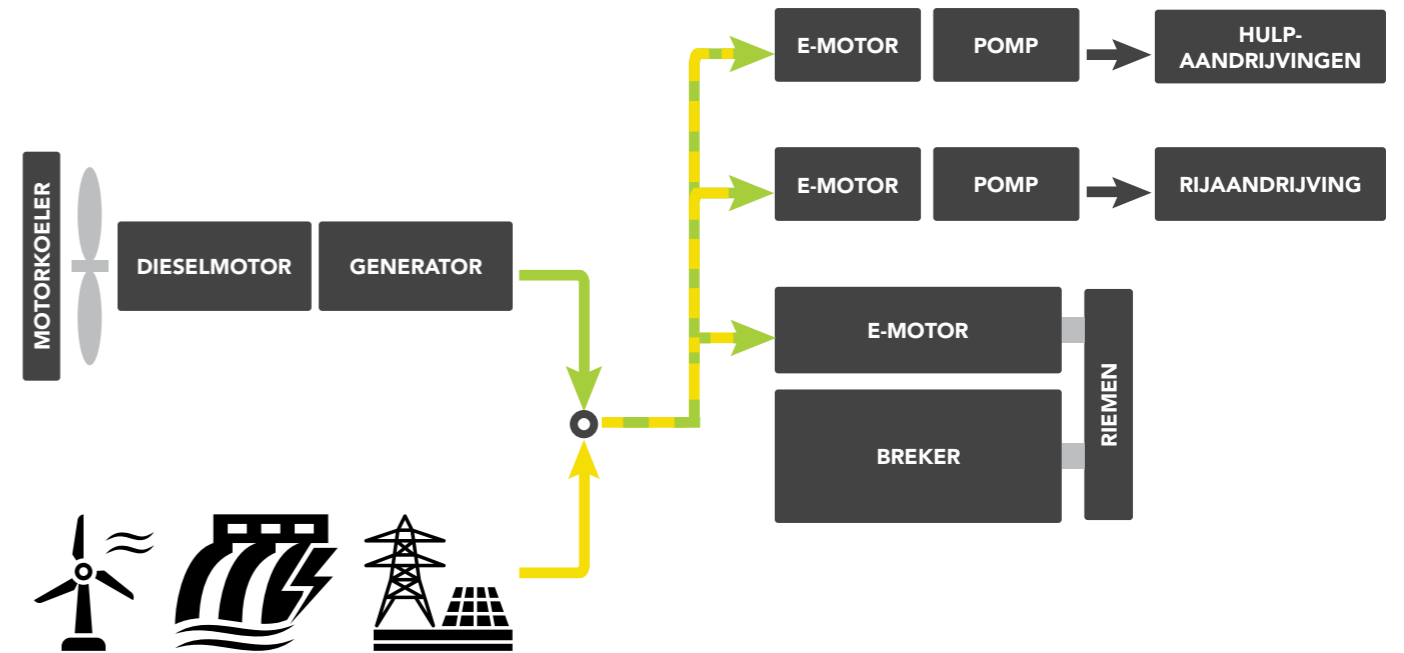 MOTORKOELER
DIESELMOTOR
GENERATOR
E-MOTOR
POMP
HULP-
AANDRIJVINGEN
E-MOTOR
POMP
RIJAANDRIJVING
E-MOTOR
BREKER
RIEMEN